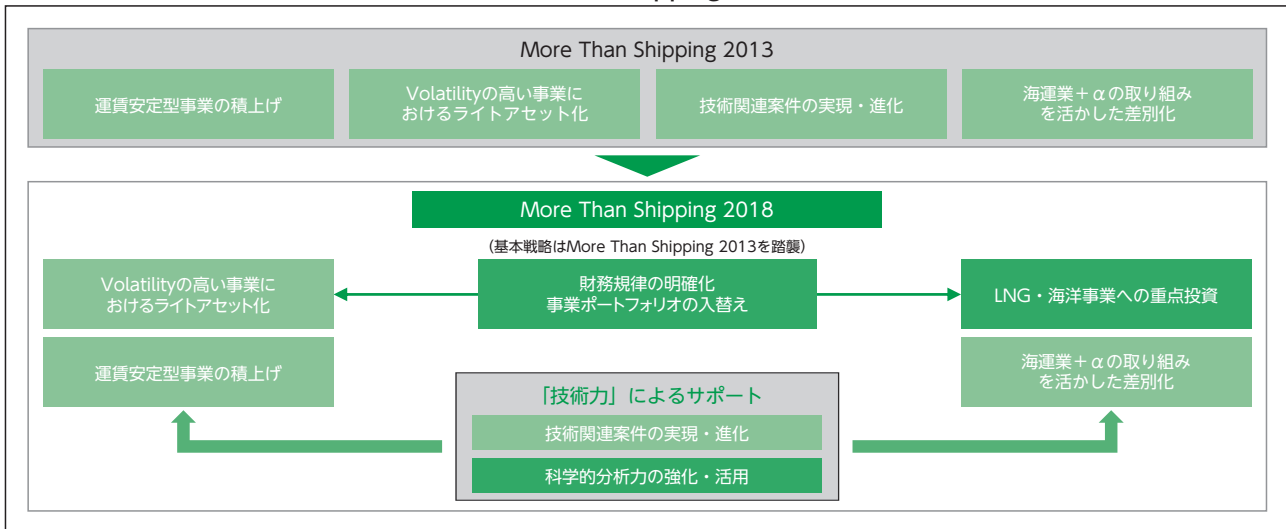 More Than Shipping 2013
運賃安定型事業の積上げ
Volatilityの高い事業に
おけるライトアセット化
技術関連案件の実現・進化
海運業+αの取り組み
を活かした差別化
More Than Shipping 2018
(基本戦略はMore Than Shipping 2013を踏襲)
Volatilityの高い事業に
おけるライトアセット化
財務規律の明確化
事業ポートフォリオの入替え
LNG・海洋事業への重点投資
運賃安定型事業の積上げ
海運業+αの取り組み
を活かした差別化
「技術力」によるサポート
技術関連案件の実現・進化
科学的分析力の強化・活用